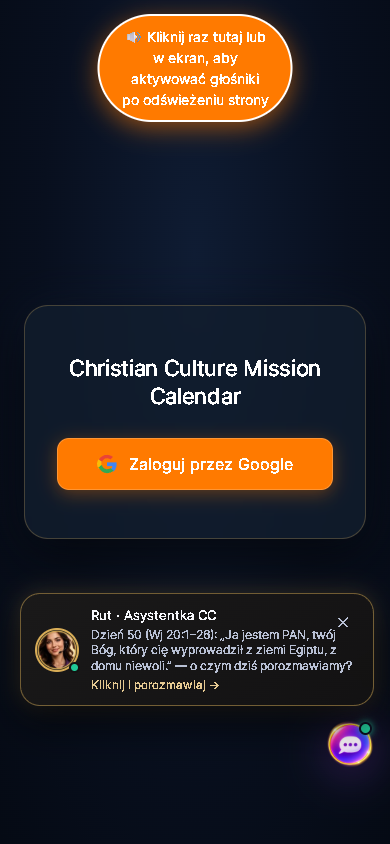 Kliknij raz tutaj lub
w ekran, aby
aktywować głośniki
po odświeżeniu strony
Christian Culture Mission
Calendar
Zaloguj przez Google
Rut · Asystentka CC
Dzień 50 (Wj 20:1–26): „Ja jestem PAN, twój
Bóg, który cię wyprowadził z ziemi Egiptu, z
domu niewoli.” — o czym dziś porozmawiamy?
Kliknij i porozmawiaj →